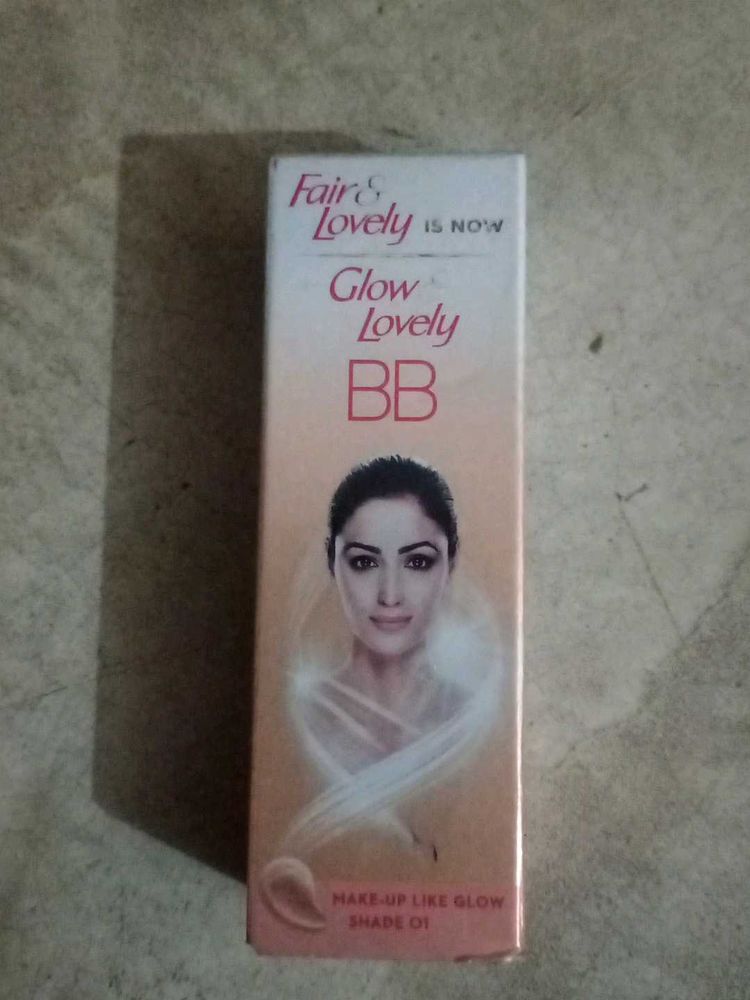 Fair &
Lovely IS NOW
Glow
Lovely
BB
MAKE-UP LIKE GLOW
SHADE 01